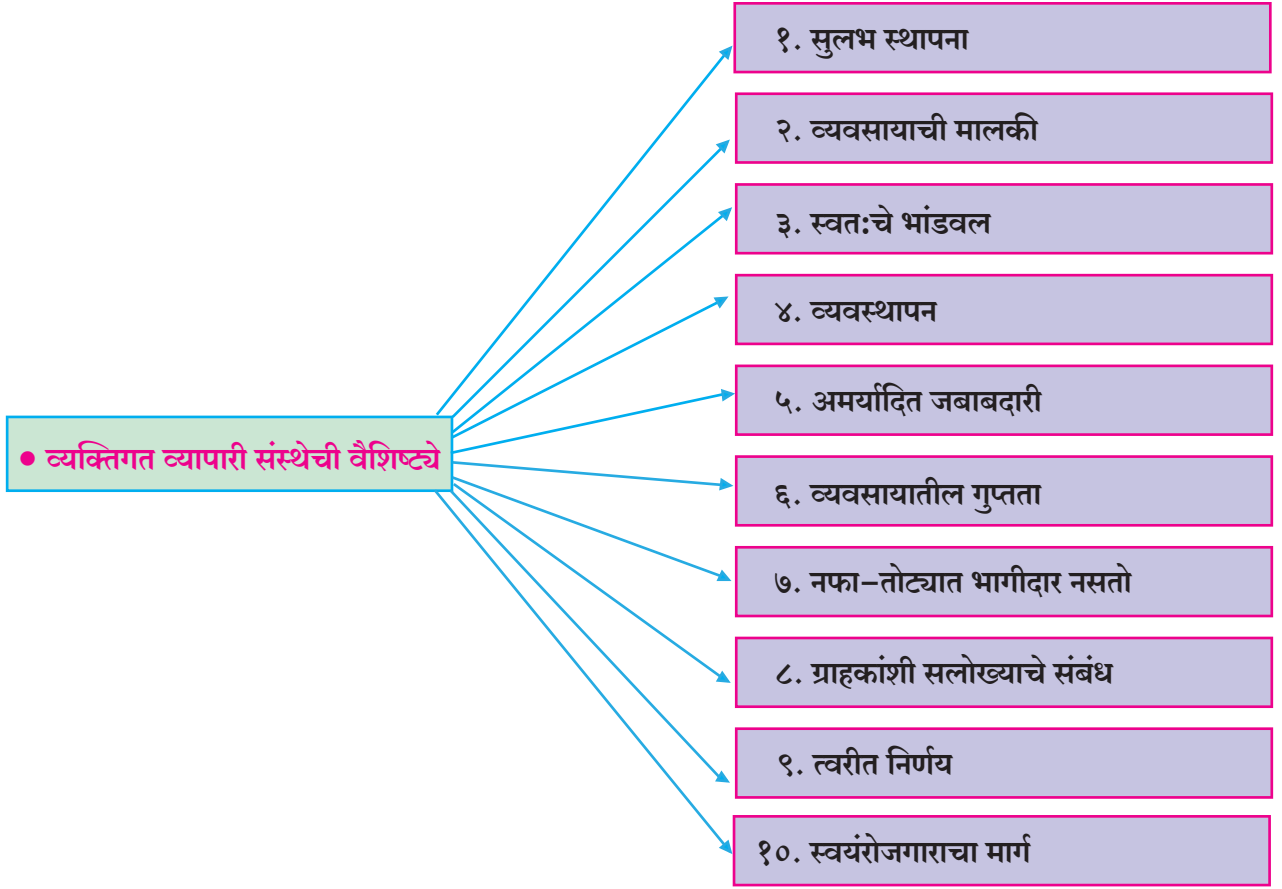 ● व्यक्तिगत व्यापारी संस्थेची वैशिष्ट्ये
१. सुलभ स्थापना
२. व्यवसायाची मालकी
३. स्वत:चे भांडवल
४. व्यवस्थापन
५. अमर्यादित जबाबदारी
६. व्यवसायातील गुप्तता
७. नफा–तोट्यात भागीदार नसतो
८. ग्राहकांशी सलोख्याचे संबंध
९. त्वरीत निर्णय
१०. स्वयंरोजगाराचा मार्ग